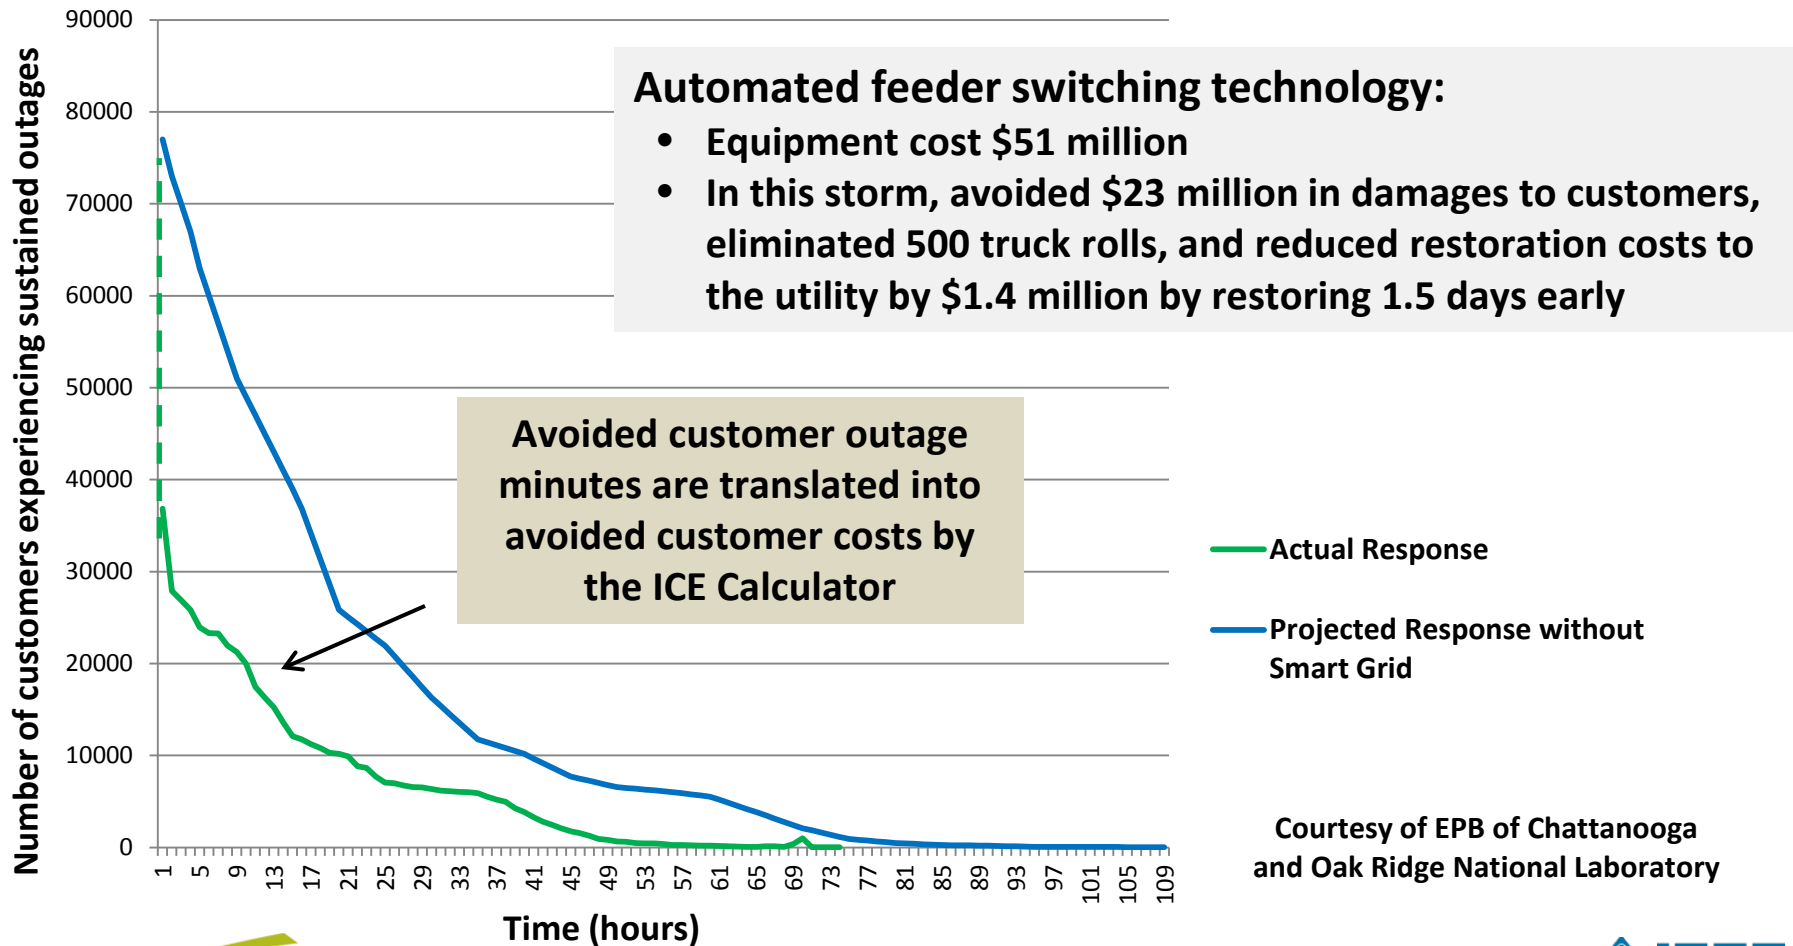 Number of customers experiencing sustained outages
90000
80000
70000
60000
50000
40000
30000
20000
10000
0
Automated feeder switching technology:
• Equipment cost $51 million
• In this storm, avoided $23 million in damages to customers,
eliminated 500 truck rolls, and reduced restoration costs to
the utility by $1.4 million by restoring 1.5 days early
Avoided customer outage
minutes are translated into
avoided customer costs by
the ICE Calculator
Actual Response
Projected Response without
Smart Grid
Courtesy of EPB of Chattanooga
and Oak Ridge National Laboratory
1
5
9
13
17
21
25
29
33
37
41
45
49
53
57
61
65
69
73
77
81
85
89
93
97
101
105
109
Time (hours)